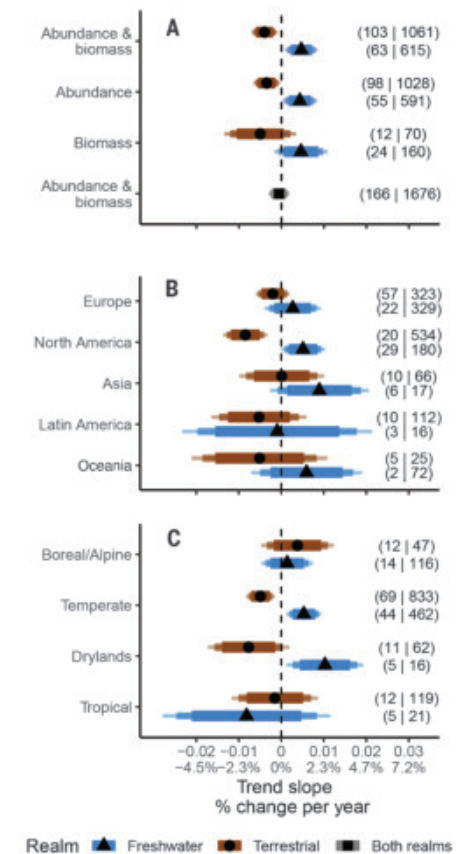 A
Abundance & biomass (103 | 1061)
(63 | 615)
Abundance (98 | 1028)
(55 | 591)
Biomass (12 | 70)
(24 | 160)
Abundance & biomass (166 | 1676)
B
Europe (57 | 323)
(22 | 329)
North America (20 | 534)
(29 | 180)
Asia (10 | 66)
(6 | 17)
Latin America (10 | 112)
(3 | 16)
Oceania (5 | 25)
(2 | 72)
C
Boreal/Alpine (12 | 47)
(14 | 116)
Temperate (69 | 833)
(44 | 462)
Drylands (11 | 62)
(5 | 16)
Tropical (12 | 119)
(5 | 21)
−0.02 −0.01 0 0.01 0.02 0.03
−4.5% −2.3% 0% 2.3% 4.7% 7.2%
Trend slope
% change per year
Realm Freshwater Terrestrial Both realms